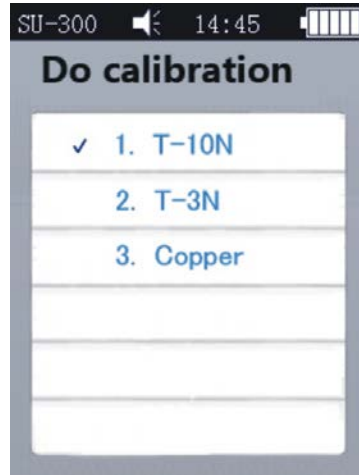 SU-300 14:45
Do calibration
✓ 1. T-10N
2. T-3N
3. Copper